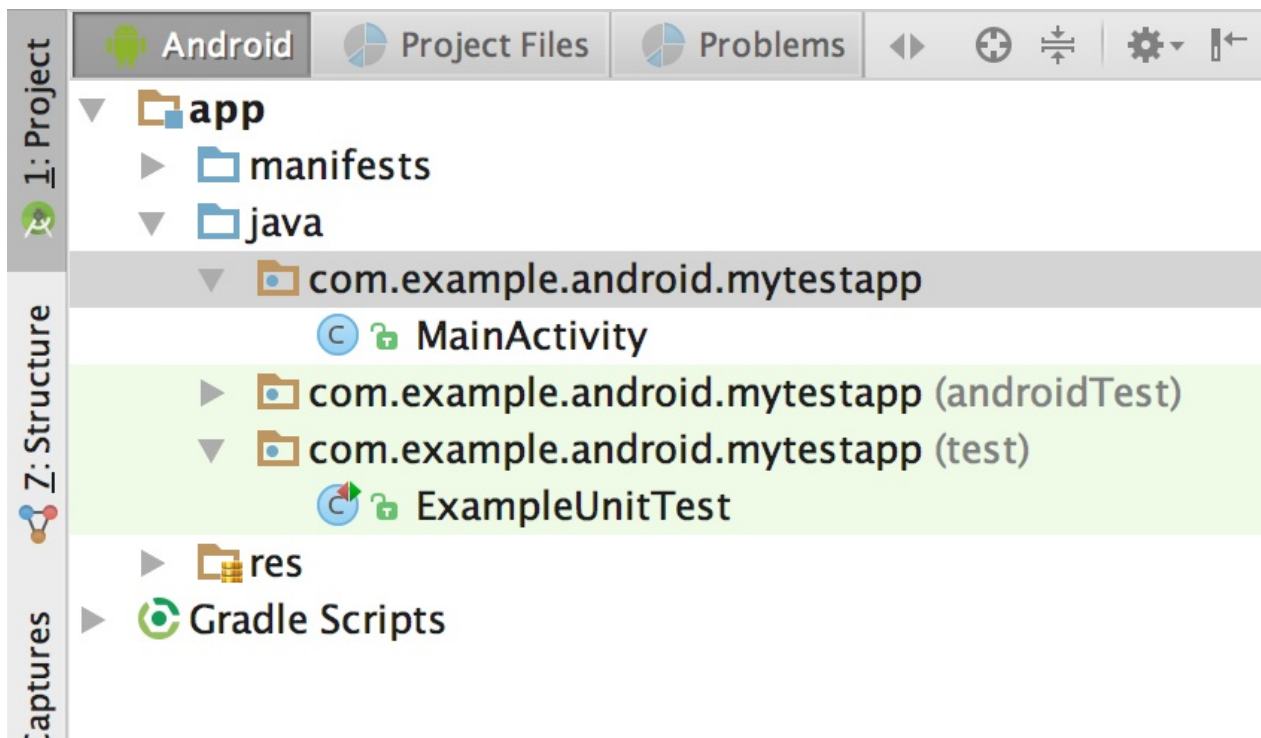 Android Project Files Problems
1: Project
app
manifests
java
com.example.android.mytestapp
MainActivity
com.example.android.mytestapp (androidTest)
com.example.android.mytestapp (test)
ExampleUnitTest
res
Gradle Scripts
Z: Structure
Captures